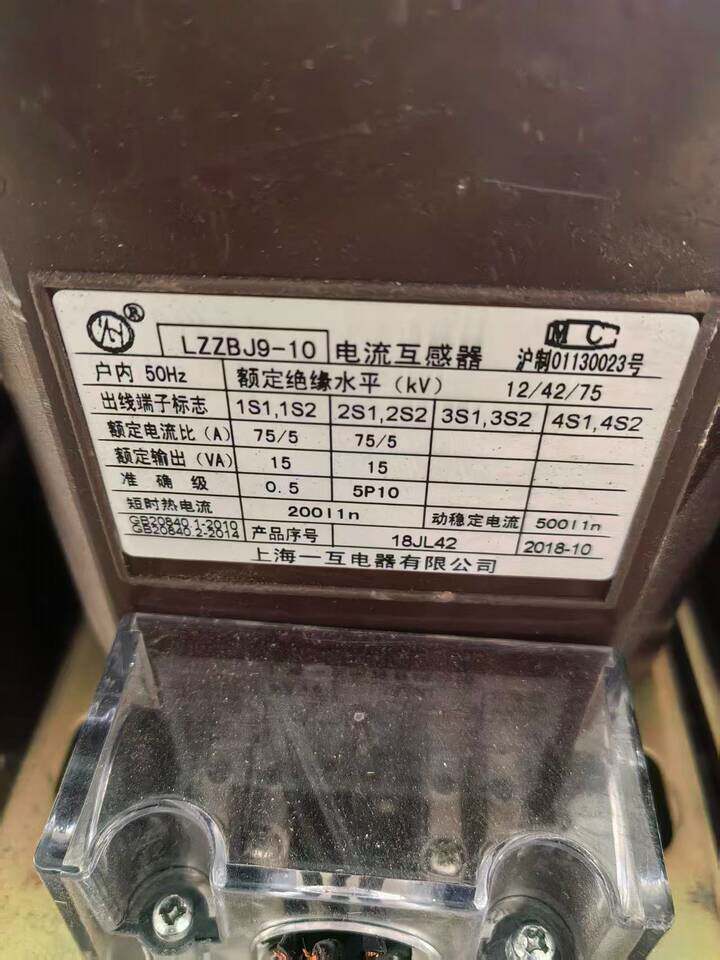 ®
LZZBJ9-10 电流互感器 MC 沪制01130023号
户内 50Hz 额定绝缘水平(kV) 12/42/75
出线端子标志 1S1,1S2 2S1,2S2 3S1,3S2 4S1,4S2
额定电流比(A) 75/5 75/5
额定输出(VA) 15 15
准确级 0.5 5P10
短时热电流 200I1n 动稳定电流 500I1n
GB20840.1-2010
GB20840.2-2014 产品序号 18JL42 2018-10
上海一互电器有限公司